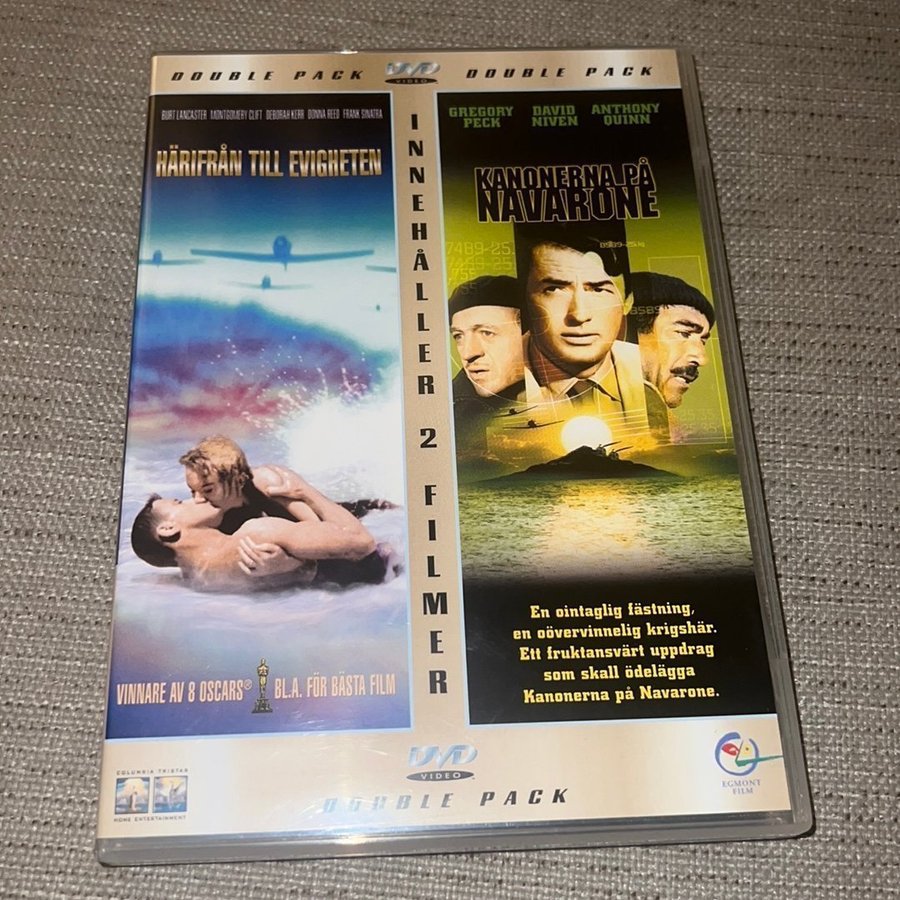 DOUBLE PACK DVD VIDEO DOUBLE PACK
BURT LANCASTER MONTGOMERY CLIFT DEBORAH KERR DONNA REED FRANK SINATRA
HÄRIFRÅN TILL EVIGHETEN
VINNARE AV 8 OSCARS® BL.A. FÖR BÄSTA FILM
INNEHÅLLER 2 FILMER
GREGORY PECK
DAVID NIVEN
ANTHONY QUINN
KANONERNA PÅ
NAVARONE
En ointaglig fästning,
en oövervinnelig krigshär.
Ett fruktansvärt uppdrag
som skall ödelägga
Kanonerna på Navarone.
COLUMBIA TRISTAR
HOME ENTERTAINMENT
DVD
VIDEO
DOUBLE PACK
EGMONT
FILM